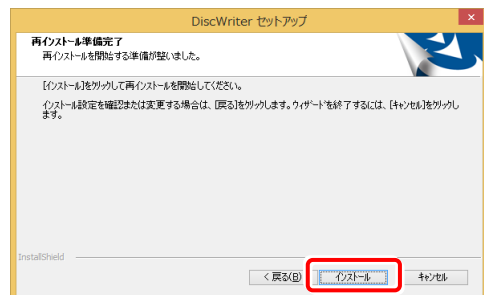 DiscWriter セットアップ
再インストール準備完了
再インストールを開始する準備が整いました。
[インストール]をクリックして再インストールを開始してください。
インストール設定を確認または変更する場合は、[戻る]をクリックします。ウィザードを終了するには、[キャンセル]をクリックし
ます。
InstallShield
< 戻る(B)
インストール
キャンセル